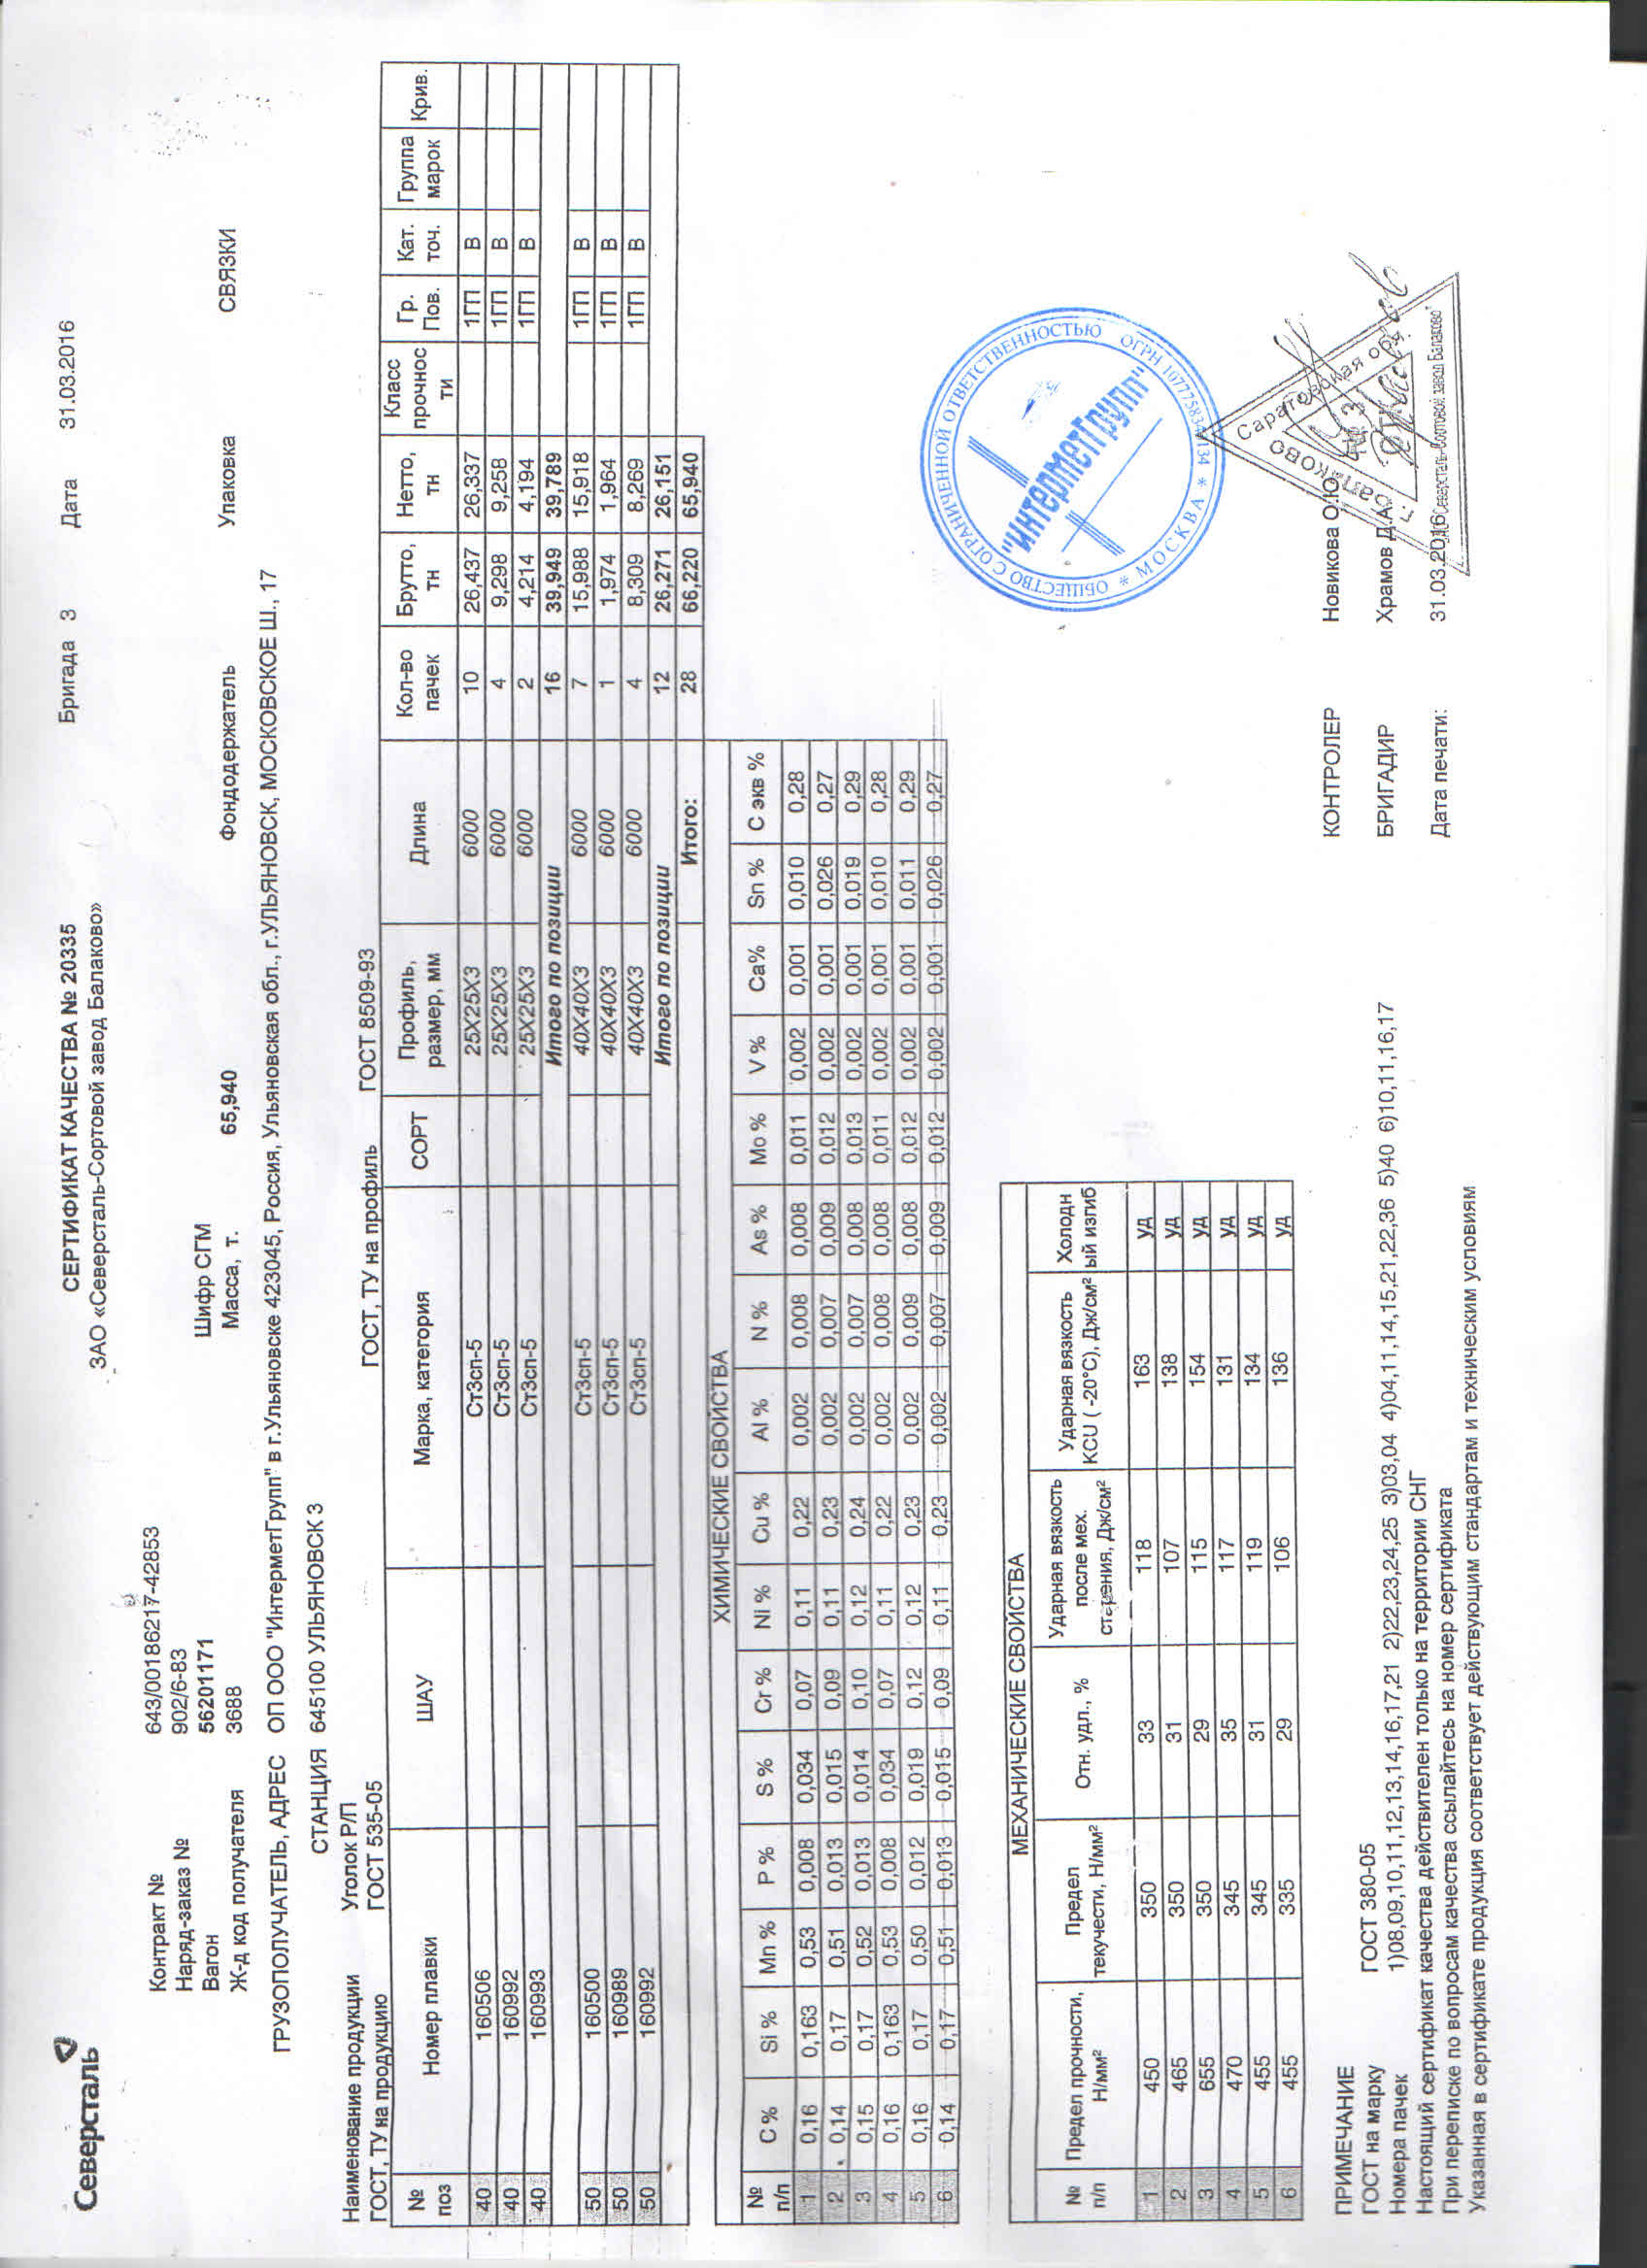 Северсталь
СЕРТИФИКАТ КАЧЕСТВА № 20335
ЗАО «Северсталь-Сортовой завод Балаково»
Бригада 3 Дата 31.03.2016
Контракт № 643/00186217-42853
Наряд-заказ № 902/6-83
Вагон 56201171 Шифр СГМ
Ж-д код получателя 3688 Масса, т. 65,940 Фондодержатель Упаковка СВЯЗКИ
ГРУЗОПОЛУЧАТЕЛЬ, АДРЕС ОП ООО "ИнтерметГрупп" в г.Ульяновске 423045, Россия, Ульяновская обл., г.УЛЬЯНОВСК, МОСКОВСКОЕ Ш., 17
СТАНЦИЯ 645100 УЛЬЯНОВСК 3
Наименование продукции Уголок Р/П
ГОСТ, ТУ на продукцию ГОСТ 535-05 ГОСТ, ТУ на профиль ГОСТ 8509-93
№ поз Номер плавки ШАУ Марка, категория СОРТ Профиль, размер, мм Длина Кол-во пачек Брутто, тн Нетто, тн Класс прочнос ти Гр. Пов. Кат. точ. Группа марок Крив.
40 160506 Ст3сп-5 25X25X3 6000 10 26,437 26,337 1ГП В
40 160992 Ст3сп-5 25X25X3 6000 4 9,298 9,258 1ГП В
40 160993 Ст3сп-5 25X25X3 6000 2 4,214 4,194 1ГП В
Итого по позиции 16 39,949 39,789
50 160500 Ст3сп-5 40X40X3 6000 7 15,988 15,918 1ГП В
50 160989 Ст3сп-5 40X40X3 6000 1 1,974 1,964 1ГП В
50 160992 Ст3сп-5 40X40X3 6000 4 8,309 8,269 1ГП В
Итого по позиции 12 26,271 26,151
Итого: 28 66,220 65,940
ХИМИЧЕСКИЕ СВОЙСТВА
№ п/п C % Si % Mn % P % S % Cr % Ni % Cu % Al % N % As % Mo % V % Ca% Sn % C экв %
1 0,16 0,163 0,53 0,008 0,034 0,07 0,11 0,22 0,002 0,008 0,008 0,011 0,002 0,001 0,010 0,28
2 0,14 0,17 0,51 0,013 0,015 0,09 0,11 0,23 0,002 0,007 0,009 0,012 0,002 0,001 0,026 0,27
3 0,15 0,17 0,52 0,013 0,014 0,10 0,12 0,24 0,002 0,007 0,008 0,013 0,002 0,001 0,019 0,29
4 0,16 0,163 0,53 0,008 0,034 0,07 0,11 0,22 0,002 0,008 0,008 0,011 0,002 0,001 0,010 0,28
5 0,16 0,17 0,50 0,012 0,019 0,12 0,12 0,23 0,002 0,009 0,008 0,012 0,002 0,001 0,011 0,29
6 0,14 0,17 0,51 0,013 0,015 0,09 0,11 0,23 0,002 0,007 0,009 0,012 0,002 0,001 0,026 0,27
МЕХАНИЧЕСКИЕ СВОЙСТВА
№ п/п Предел прочности, Н/мм² Предел текучести, Н/мм² Отн. удл., % Ударная вязкость после мех. старения, Дж/см² Ударная вязкость KCU ( -20°С), Дж/см² Холодн ый изгиб
1 450 350 33 118 163 уд
2 465 350 31 107 138 уд
3 655 350 29 115 154 уд
4 470 345 35 117 131 уд
5 455 345 31 119 134 уд
6 455 335 29 106 136 уд
ОБЩЕСТВО С ОГРАНИЧЕННОЙ ОТВЕТСТВЕННОСТЬЮ
"ИнтерметГрупп"
* МОСКВА *
ОГРН
ПРИМЕЧАНИЕ
ГОСТ на марку ГОСТ 380-05
Номера пачек 1)08,09,10,11,12,13,14,16,17,21 2)22,23,24,25 3)03,04 4)04,11,14,15,21,22,36 5)40 6)10,11,16,17
Настоящий сертификат качества действителен только на территории СНГ
При переписке по вопросам качества ссылайтесь на номер сертификата
Указанная в сертификате продукция соответствует действующим стандартам и техническим условиям
КОНТРОЛЕР Новикова О.Ю.
БРИГАДИР Храмов Д.А.
Дата печати: 31.03.2016
г. Балаково Саратовская обл.
№ 3
ОТК
ЗАО "Северсталь-Сортовой завод Балаково"